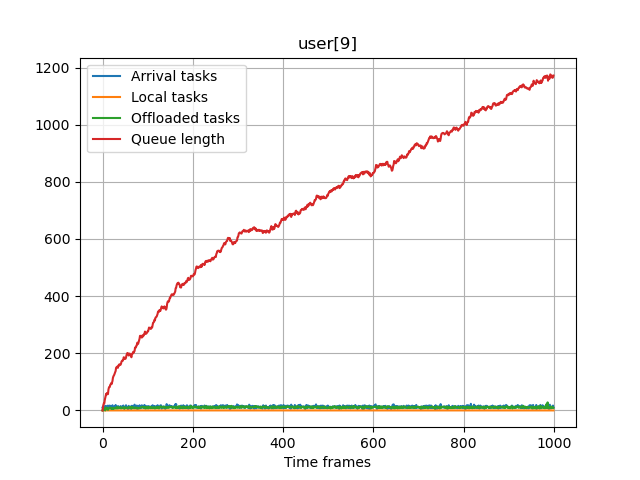 user[9]
Arrival tasks
Local tasks
Offloaded tasks
Queue length
1200
1000
800
600
400
200
0
0 200 400 600 800 1000
Time frames